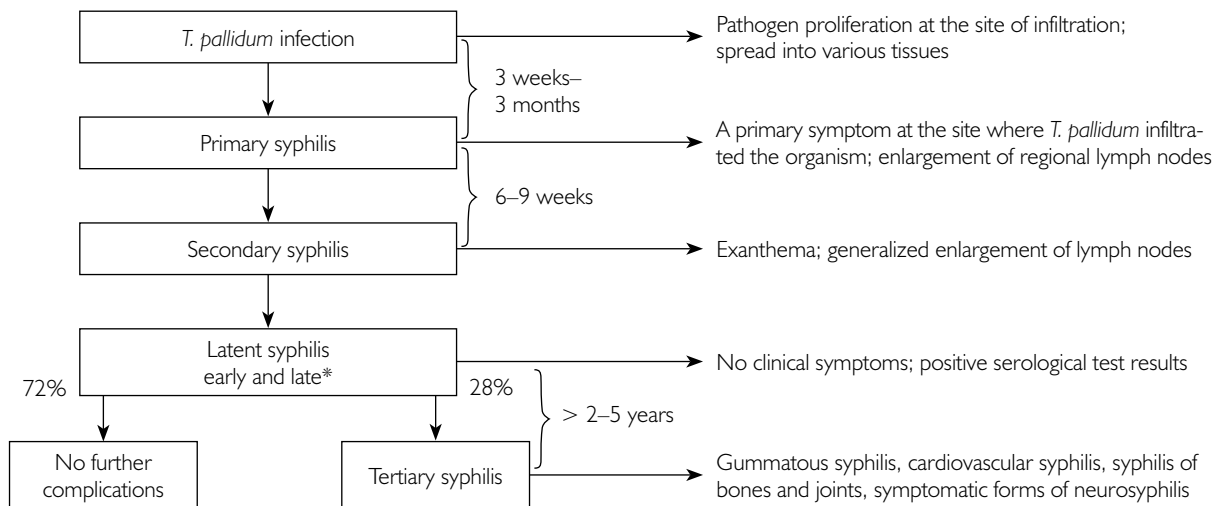 T. pallidum infection
Pathogen proliferation at the site of infiltration;
spread into various tissues
3 weeks–
3 months
Primary syphilis
A primary symptom at the site where T. pallidum infiltra-
ted the organism; enlargement of regional lymph nodes
6–9 weeks
Secondary syphilis
Exanthema; generalized enlargement of lymph nodes
Latent syphilis
early and late*
No clinical symptoms; positive serological test results
72%
28%
> 2–5 years
No further
complications
Tertiary syphilis
Gummatous syphilis, cardiovascular syphilis, syphilis of
bones and joints, symptomatic forms of neurosyphilis